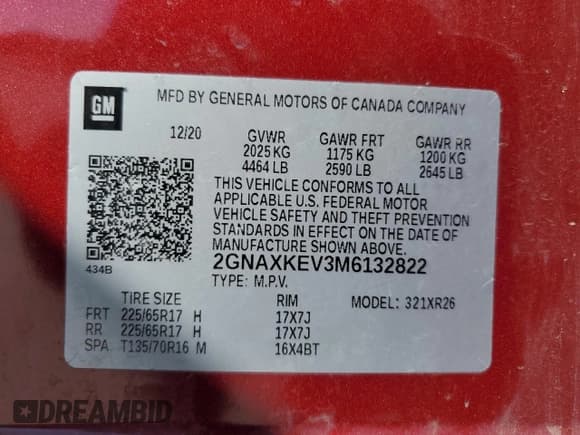 GM
MFD BY GENERAL MOTORS OF CANADA COMPANY
12/20 GVWR GAWR FRT GAWR RR
2025 KG 1175 KG 1200 KG
4464 LB 2590 LB 2645 LB
THIS VEHICLE CONFORMS TO ALL
APPLICABLE U.S. FEDERAL MOTOR
VEHICLE SAFETY AND THEFT PREVENTION
STANDARDS IN EFFECT ON THE DATE OF
MANUFACTURE SHOWN ABOVE.
434B 2GNAXKEV3M6132822
TYPE: M.P.V.
TIRE SIZE RIM MODEL: 321XR26
FRT 225/65R17 H 17X7J
RR 225/65R17 H 17X7J
SPA T135/70R16 M 16X4BT
DREAMBID